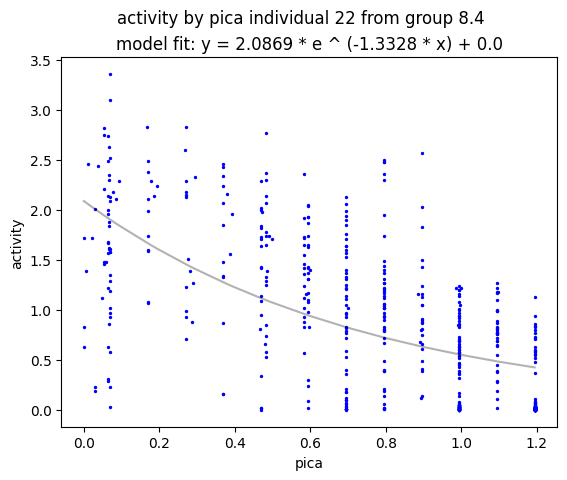 activity by pica individual 22 from group 8.4
model fit: y = 2.0869 * e ^ (-1.3328 * x) + 0.0
3.5
3.0
2.5
2.0
1.5
1.0
0.5
0.0
activity
0.0 0.2 0.4 0.6 0.8 1.0 1.2
pica